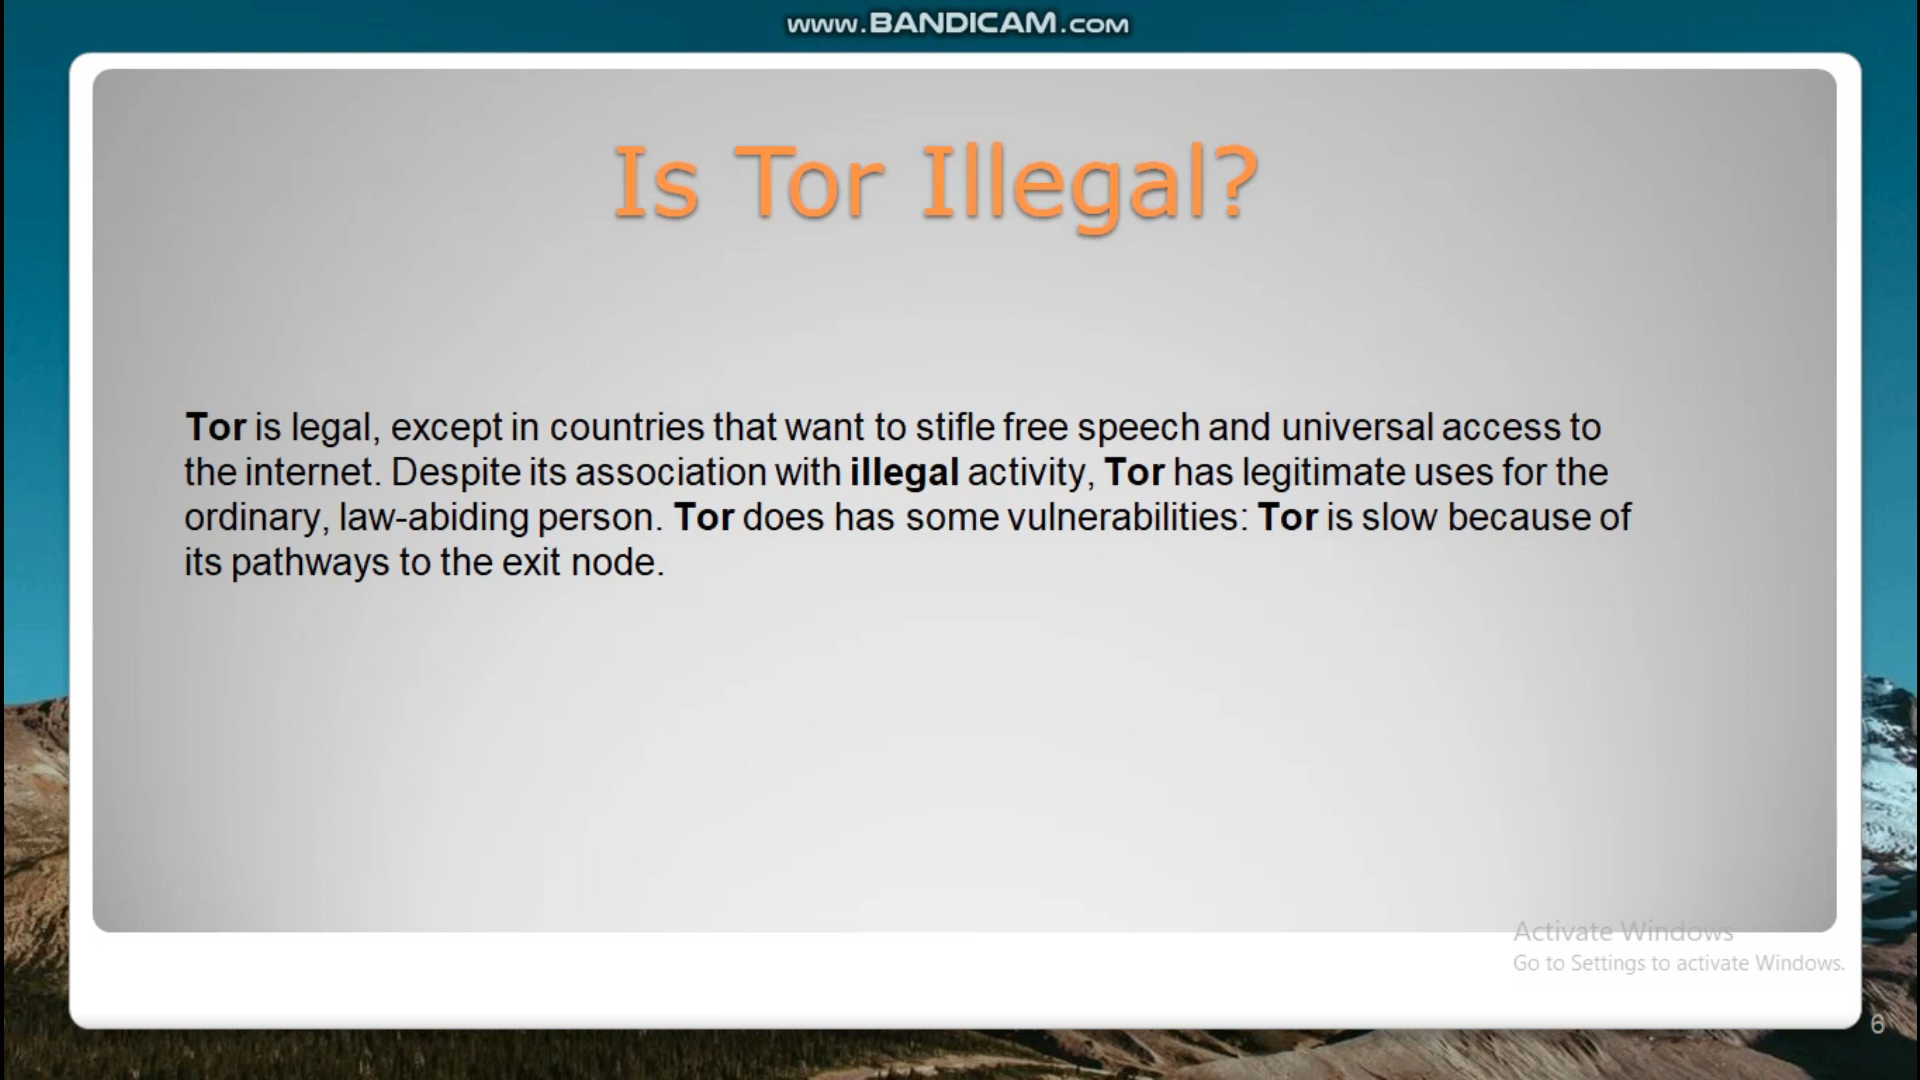 www.BANDICAM.com
Is Tor Illegal?
Tor is legal, except in countries that want to stifle free speech and universal access to
the internet. Despite its association with illegal activity, Tor has legitimate uses for the
ordinary, law-abiding person. Tor does has some vulnerabilities: Tor is slow because of
its pathways to the exit node.
Activate Windows
Go to Settings to activate Windows.
6